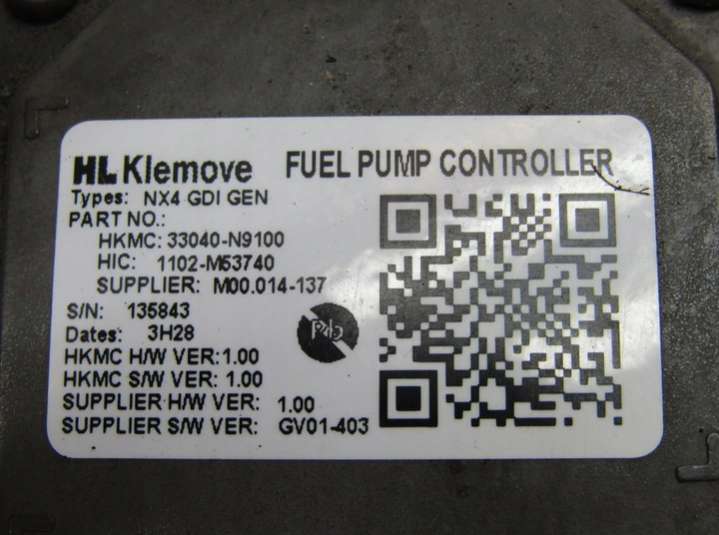 HL Klemove FUEL PUMP CONTROLLER
Types: NX4 GDI GEN
PART NO.:
HKMC: 33040-N9100
HIC: 1102-M53740
SUPPLIER: M00.014-137
S/N: 135843
Dates: 3H28
Pb
HKMC H/W VER:1.00
HKMC S/W VER: 1.00
SUPPLIER H/W VER: 1.00
SUPPLIER S/W VER: GV01-403